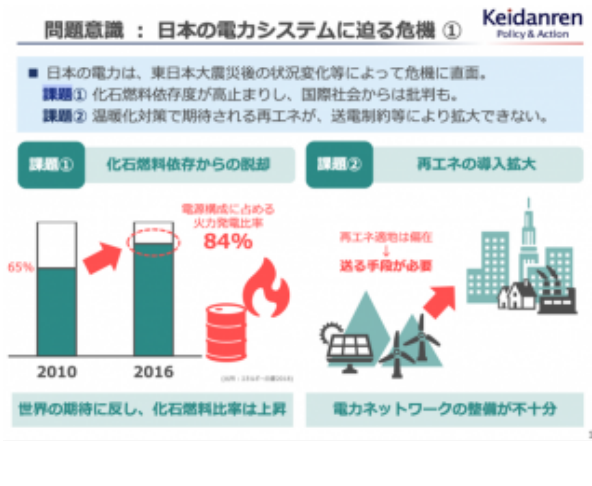 問題意識 : 日本の電力システムに迫る危機 ①
Keidanren
Policy & Action
■ 日本の電力は、東日本大震災後の状況変化等によって危機に直面。
課題① 化石燃料依存度が高止まりし、国際社会からは批判も。
課題② 温暖化対策で期待される再エネが、送電制約等により拡大できない。
課題①
化石燃料依存からの脱却
電源構成に占める
火力発電比率
84%
65%
2010
2016
世界の期待に反し、化石燃料比率は上昇
課題②
再エネの導入拡大
再エネ適地は偏在
↓
送る手段が必要
電力ネットワークの整備が不十分